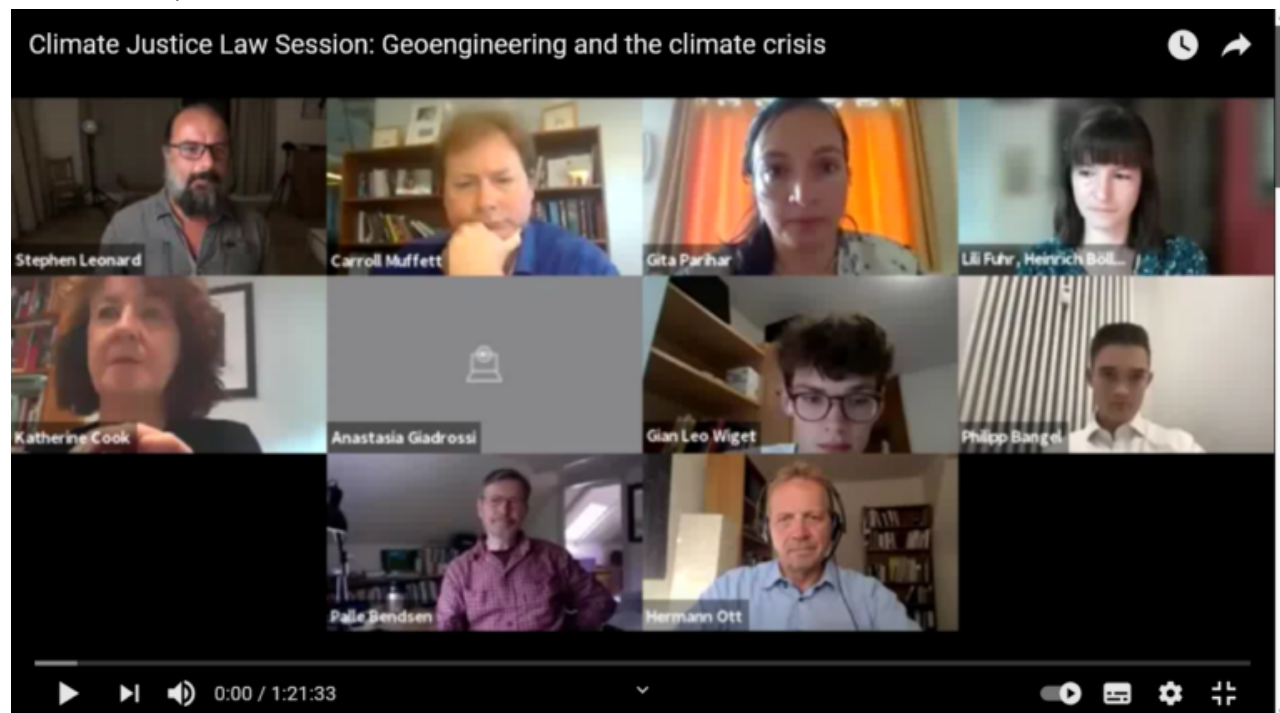 Climate Justice Law Session: Geoengineering and the climate crisis
Stephen Leonard
Carroll Muffett
Gita Parihar
Lili Fuhr, Heinrich Böll...
Katherine Cook
Anastasia Giadrossi
Gian Leo Wiget
Philipp Bangel
Palle Bendsen
Hermann Ott
0:00 / 1:21:33